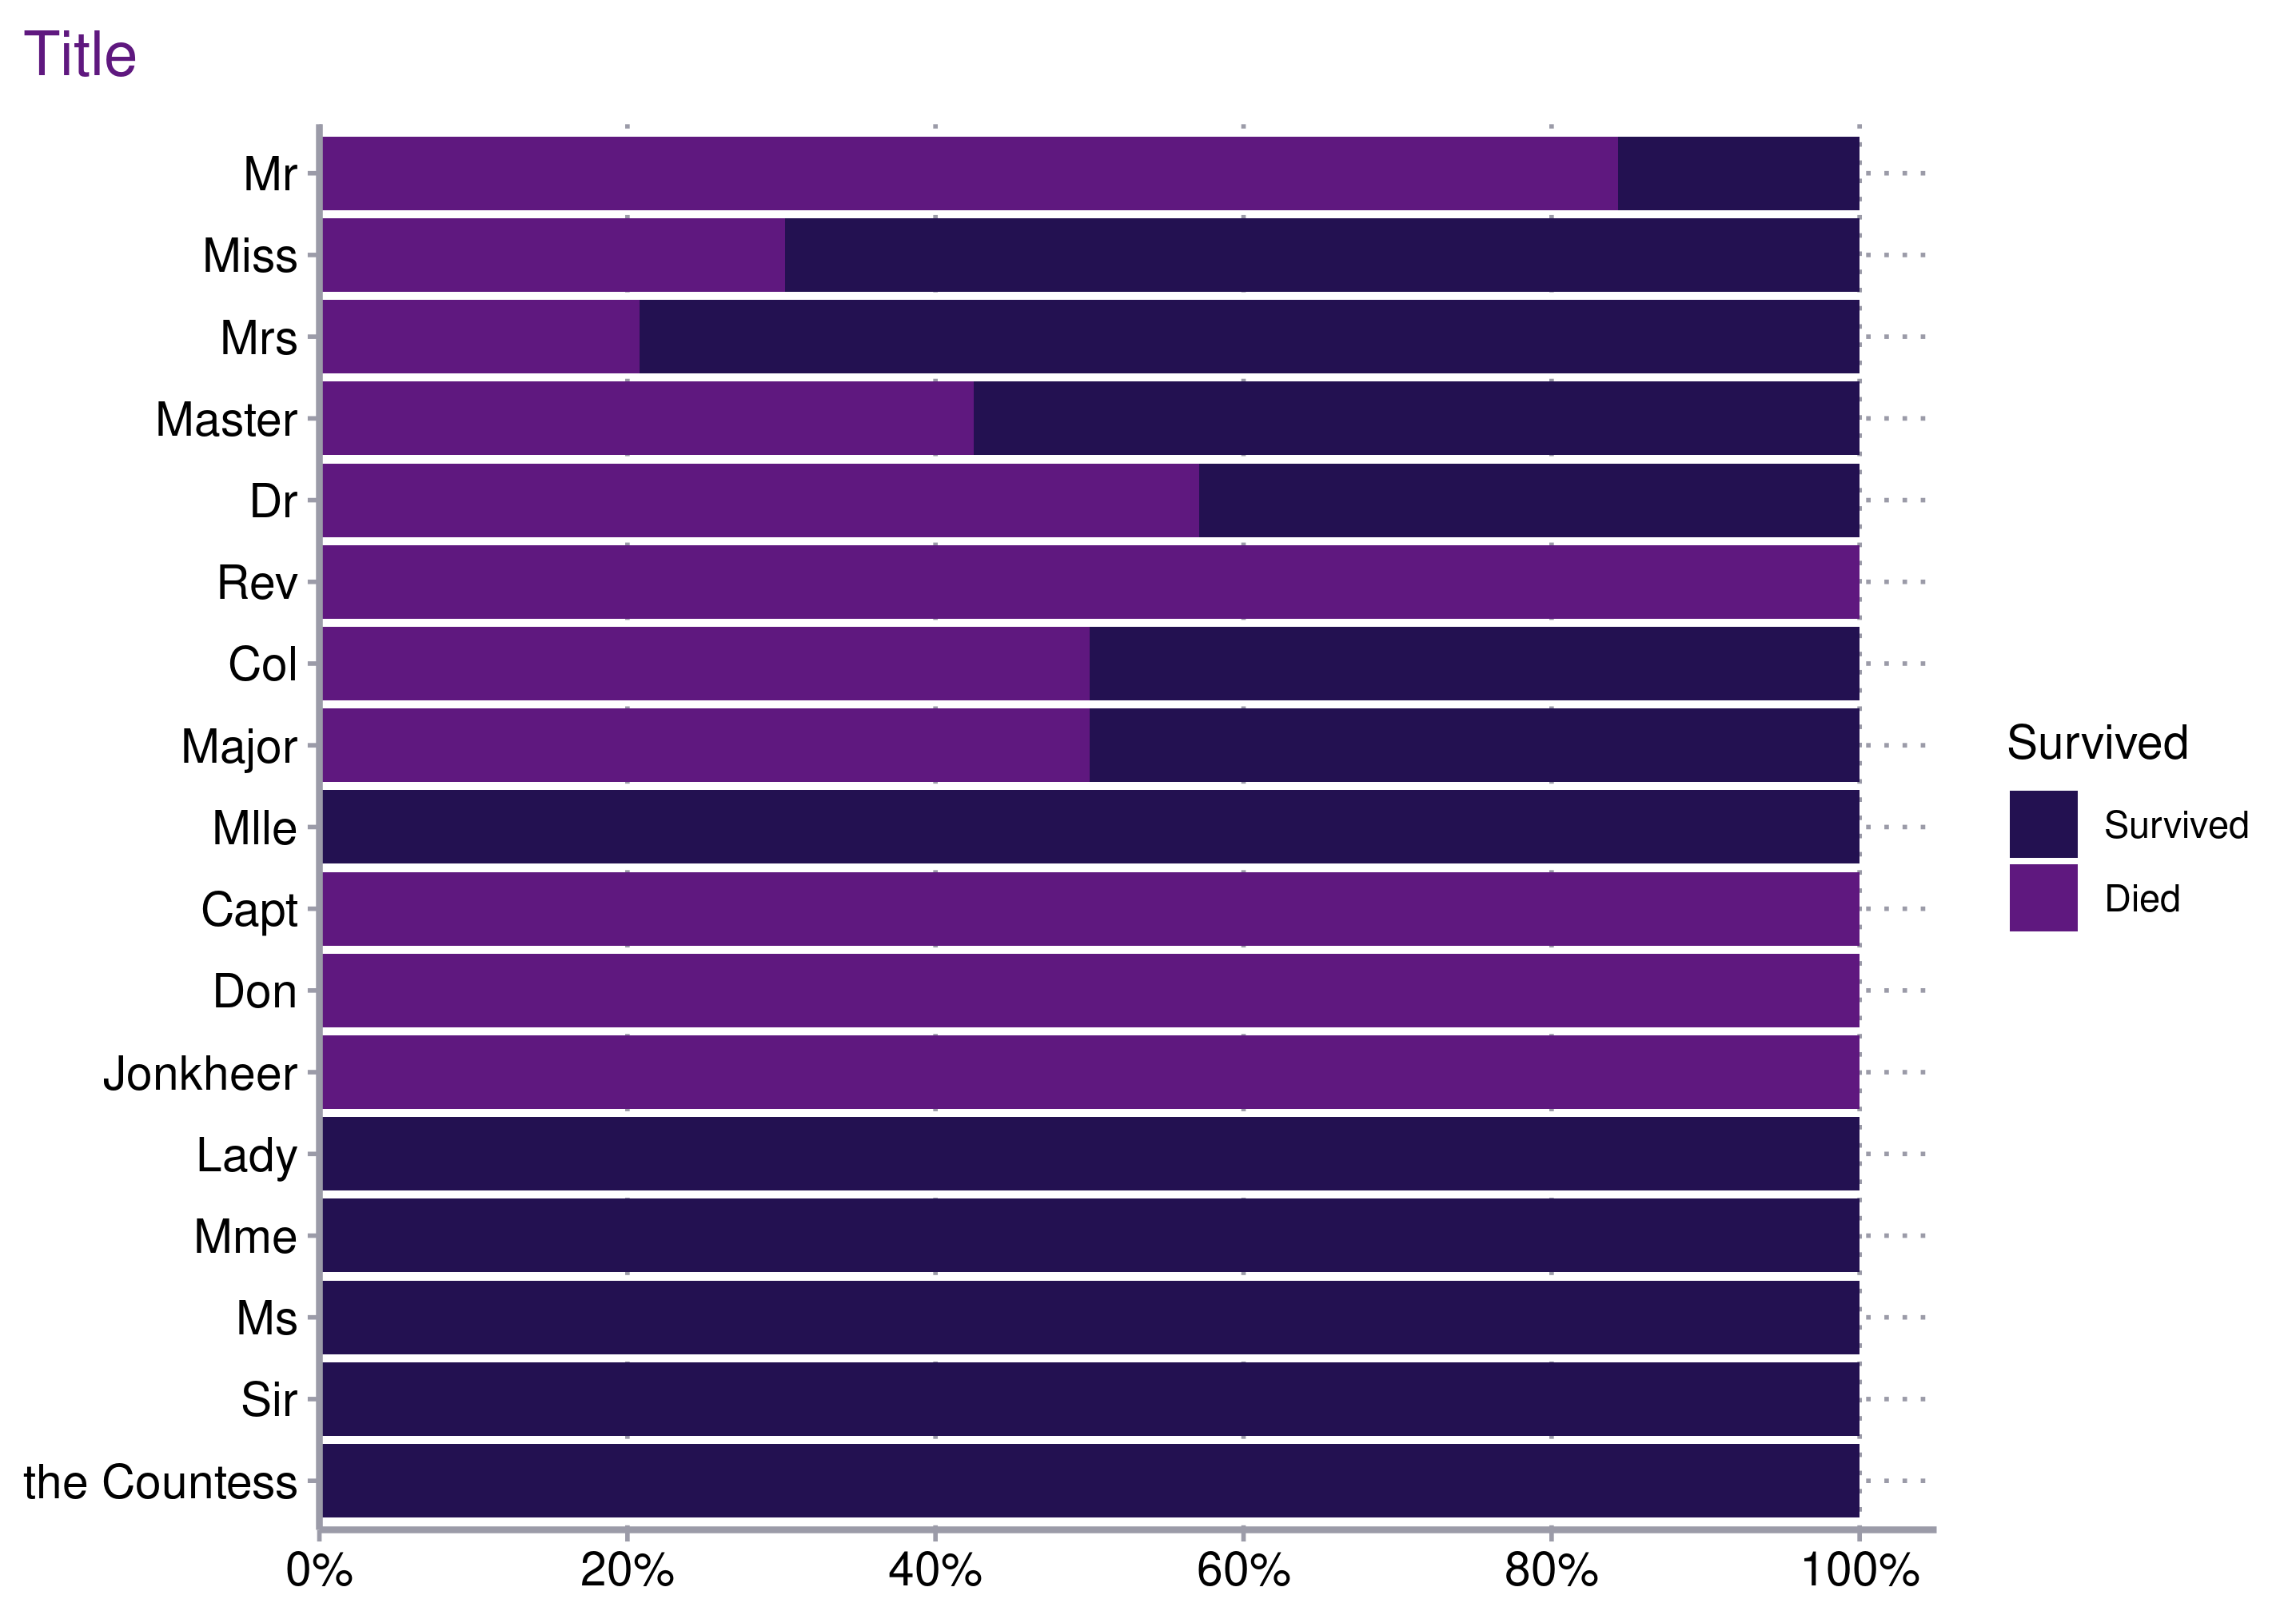 Title
Mr
Miss
Mrs
Master
Dr
Rev
Col
Major
Mlle
Capt
Don
Jonkheer
Lady
Mme
Ms
Sir
the Countess
0% 20% 40% 60% 80% 100%
Survived
Survived
Died